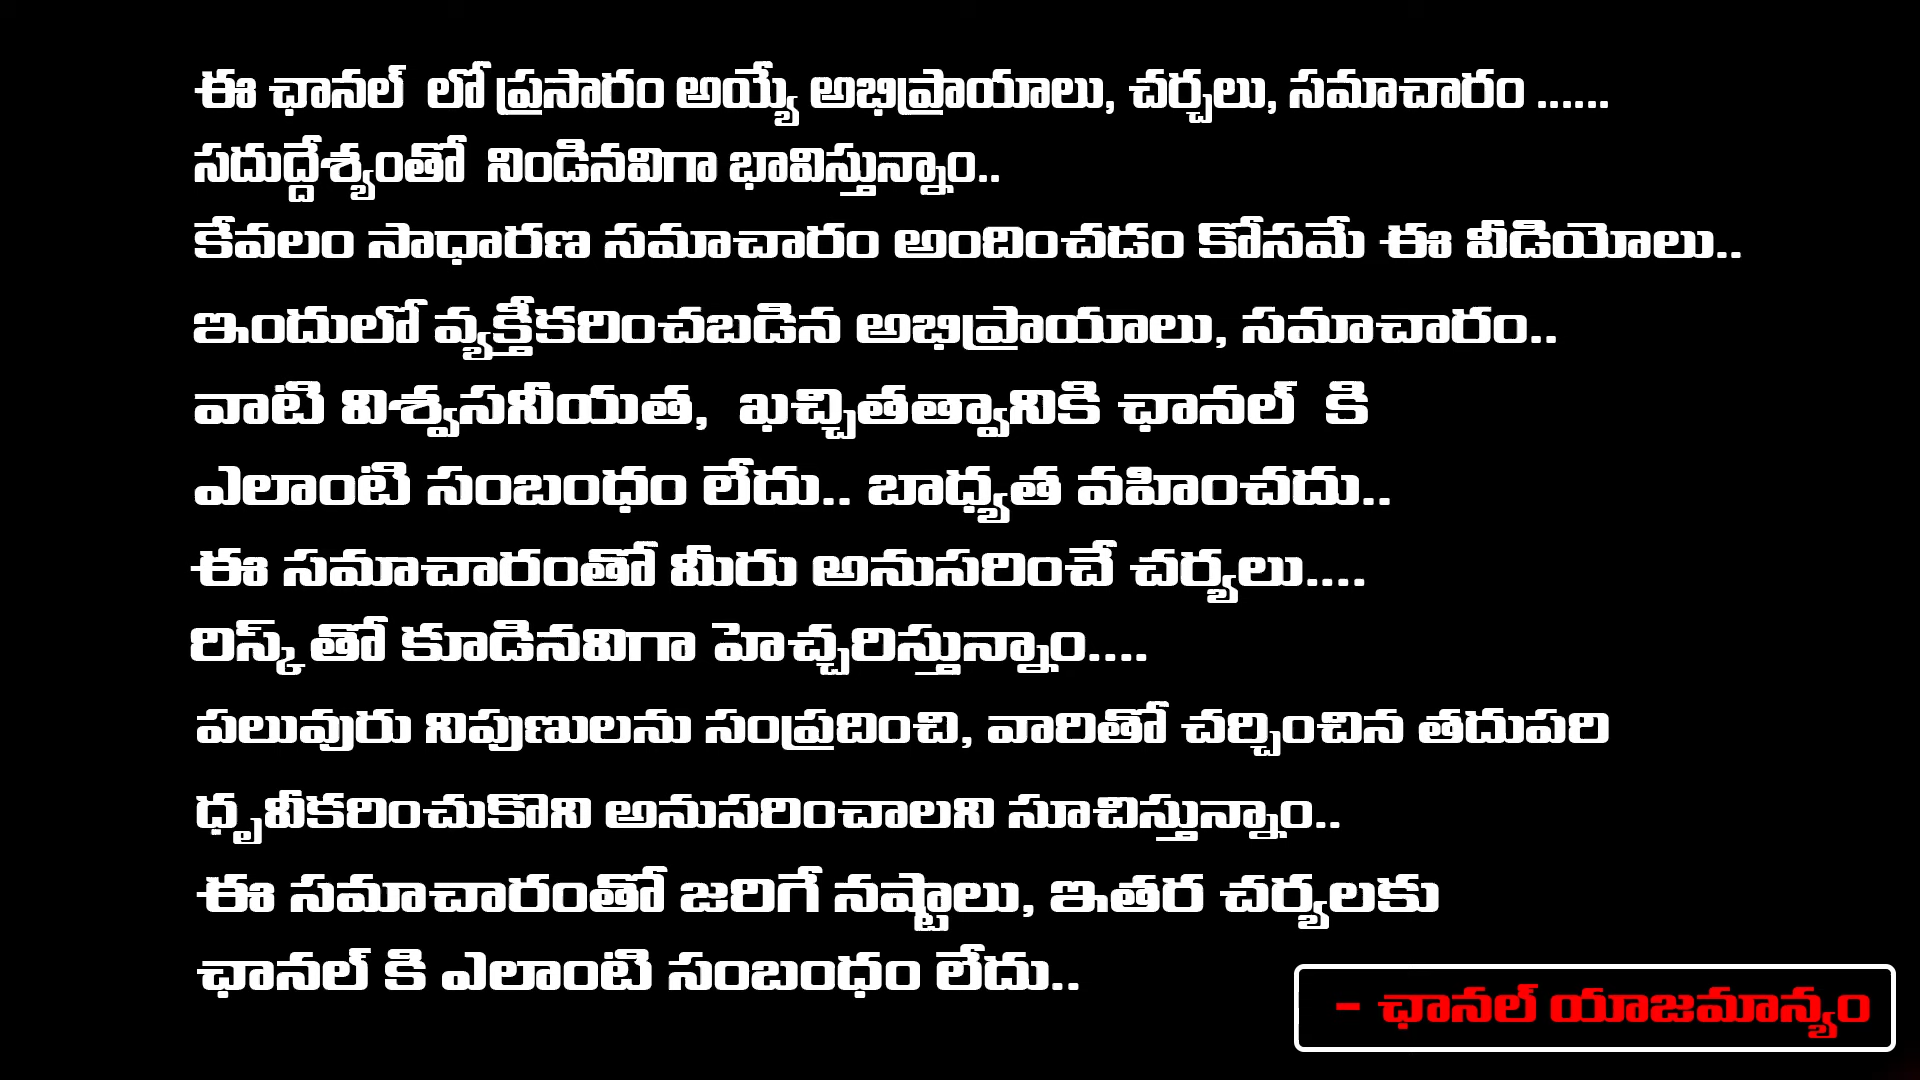 ఈ ఛానల్ లో ప్రసారం అయ్యే అభిప్రాయాలు, చర్చలు, సమాచారం ......
సదుద్దేశ్యంతో నిండినవిగా భావిస్తున్నాం..
కేవలం సాధారణ సమాచారం అందించడం కోసమే ఈ వీడియోలు..
ఇందులో వ్యక్తీకరించబడిన అభిప్రాయాలు, సమాచారం..
వాటి విశ్వసనీయత, ఖచ్చితత్వానికి ఛానల్ కి
ఎలాంటి సంబంధం లేదు.. బాధ్యత వహించదు..
ఈ సమాచారంతో మీరు అనుసరించే చర్యలు....
రిస్క్ తో కూడినవిగా హెచ్చరిస్తున్నాం....
పలువురు నిపుణులను సంప్రదించి, వారితో చర్చించిన తదుపరి
ధృవీకరించుకొని అనుసరించాలని సూచిస్తున్నాం..
ఈ సమాచారంతో జరిగే నష్టాలు, ఇతర చర్యలకు
ఛానల్ కి ఎలాంటి సంబంధం లేదు..
- ఛానల్ యాజమాన్యం